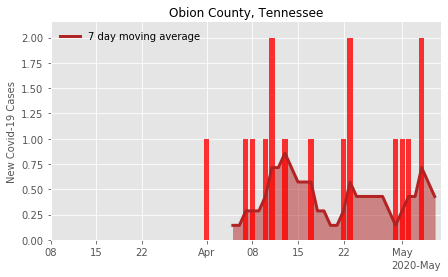 Obion County, Tennessee
7 day moving average
New Covid-19 Cases
2.00
1.75
1.50
1.25
1.00
0.75
0.50
0.25
0.00
08 15 22 Apr 08 15 22 May
2020-May